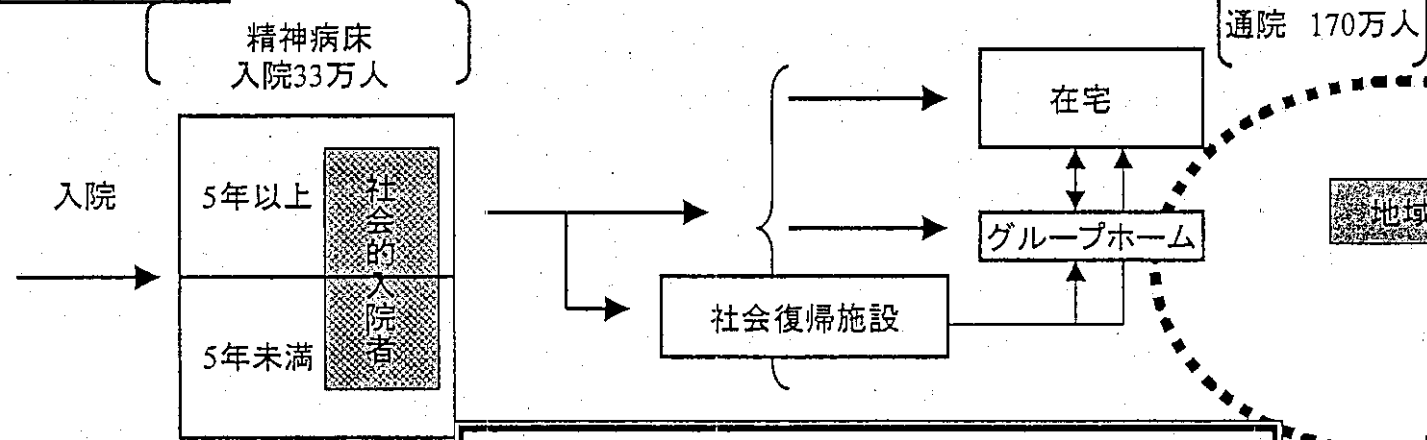 精神病床
入院33万人
通院 170万人
入院
5年以上
5年未満
社会的入院者
在宅
グループホーム
社会復帰施設
地域